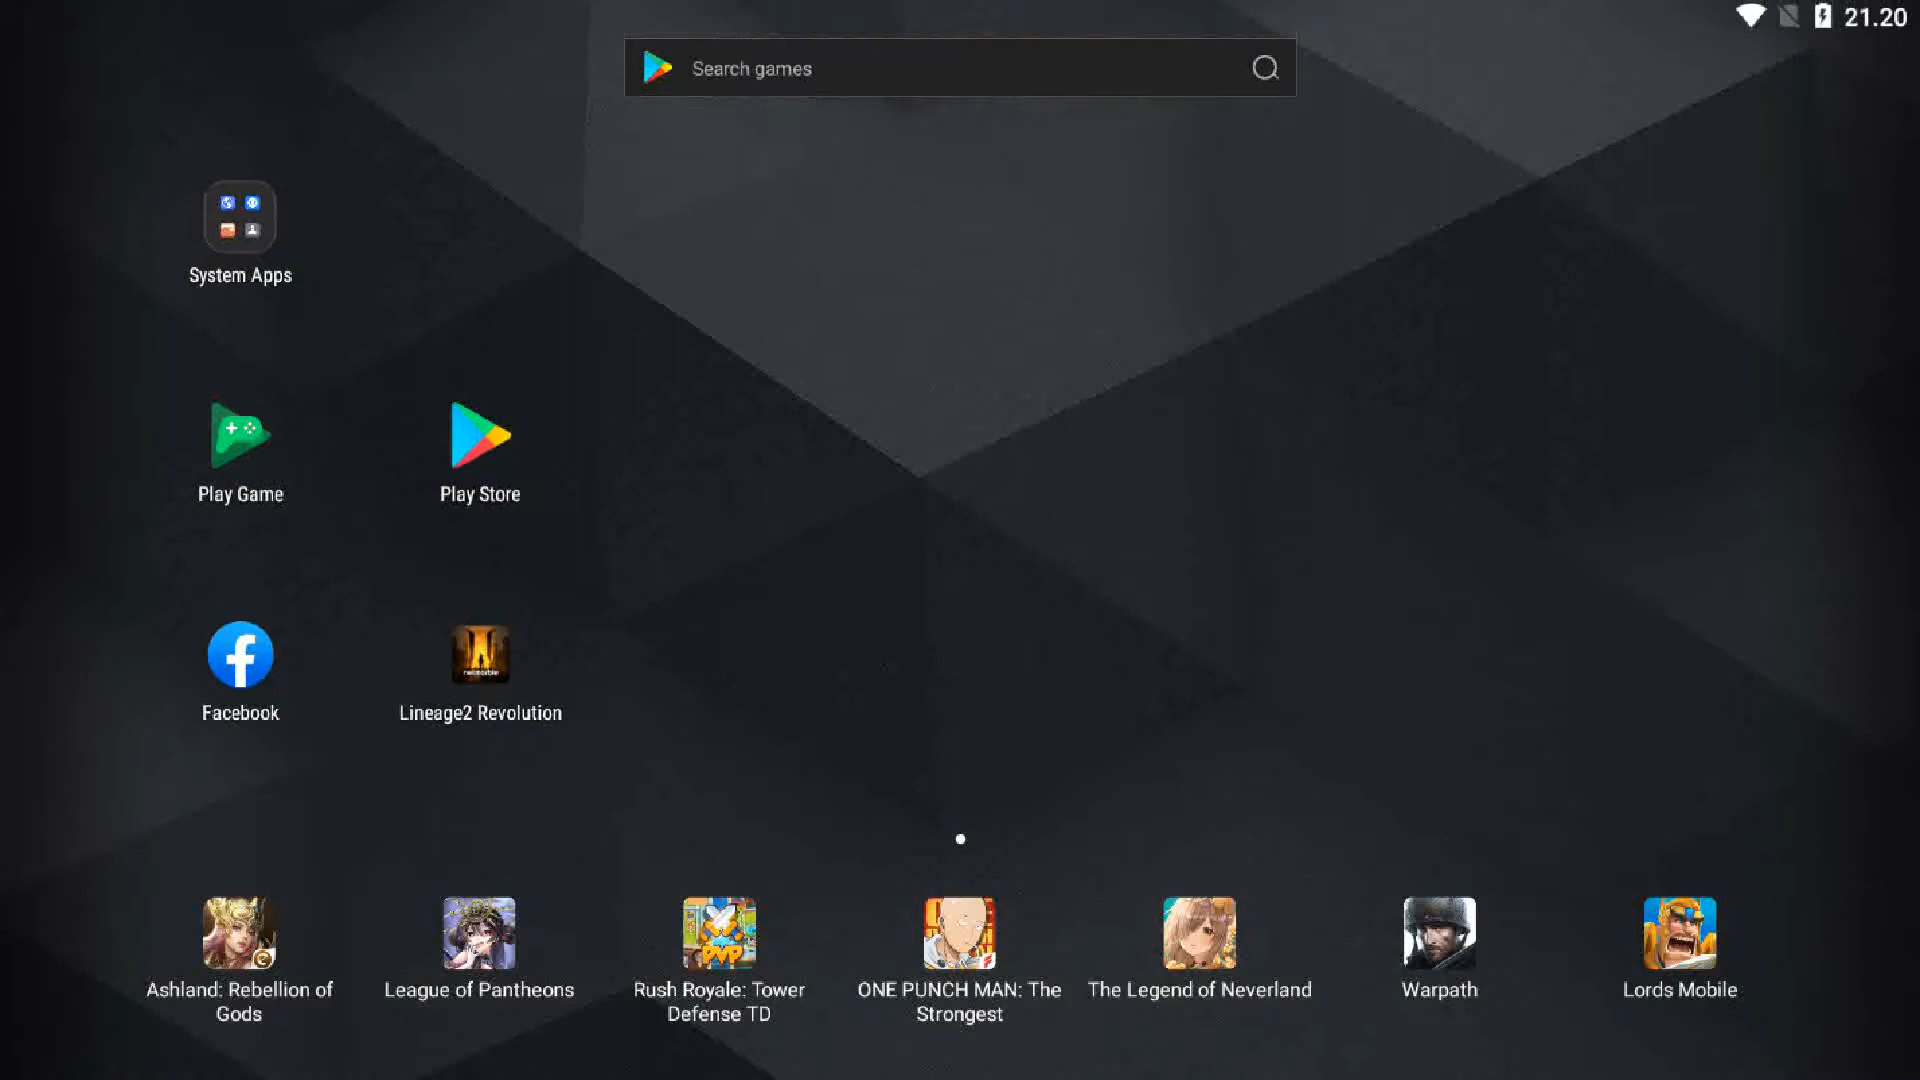 21.20
Search games
System Apps
Play Game
Play Store
Facebook
Lineage2 Revolution
Ashland: Rebellion of
Gods
League of Pantheons
PVP
Rush Royale: Tower
Defense TD
ONE PUNCH MAN: The
Strongest
The Legend of Neverland
Warpath
Lords Mobile